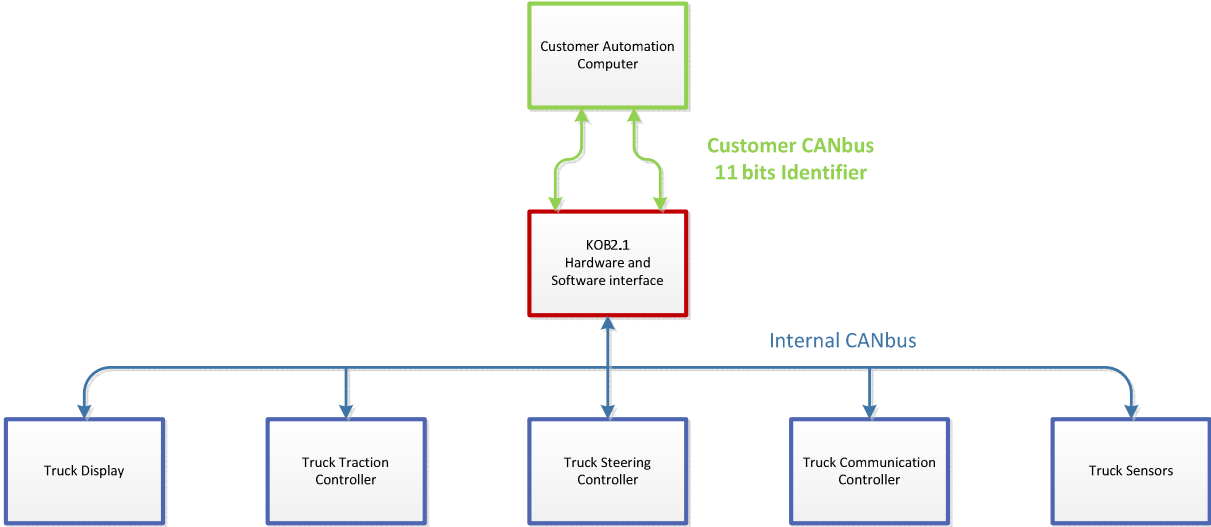 Customer Automation
Computer
Customer CANbus
11 bits Identifier
KOB2.1
Hardware and
Software interface
Internal CANbus
Truck Display
Truck Traction
Controller
Truck Steering
Controller
Truck Communication
Controller
Truck Sensors